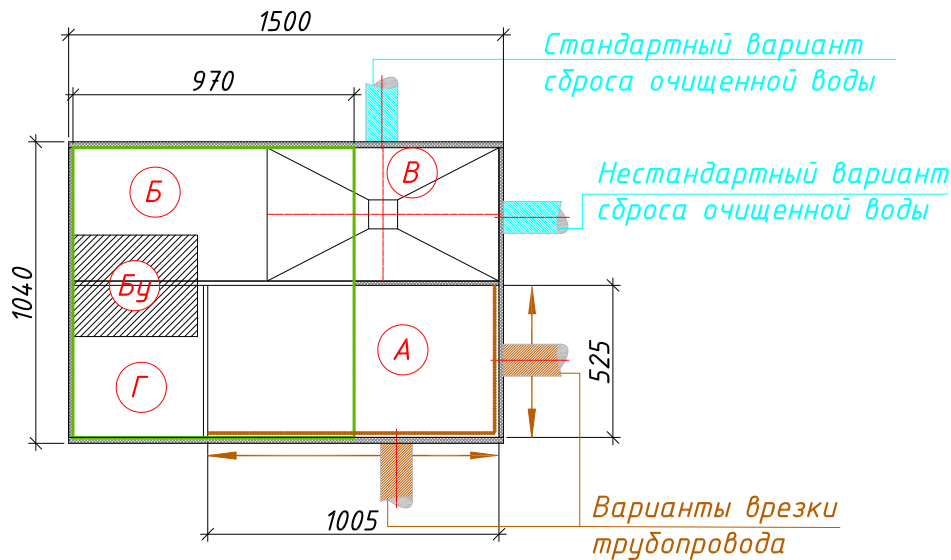 1500
Стандартный вариант
сброса очищенной воды
970
В
Б
Нестандартный вариант
сброса очищенной воды
1040
Бу
А
525
Г
1005
Варианты врезки
трубопровода